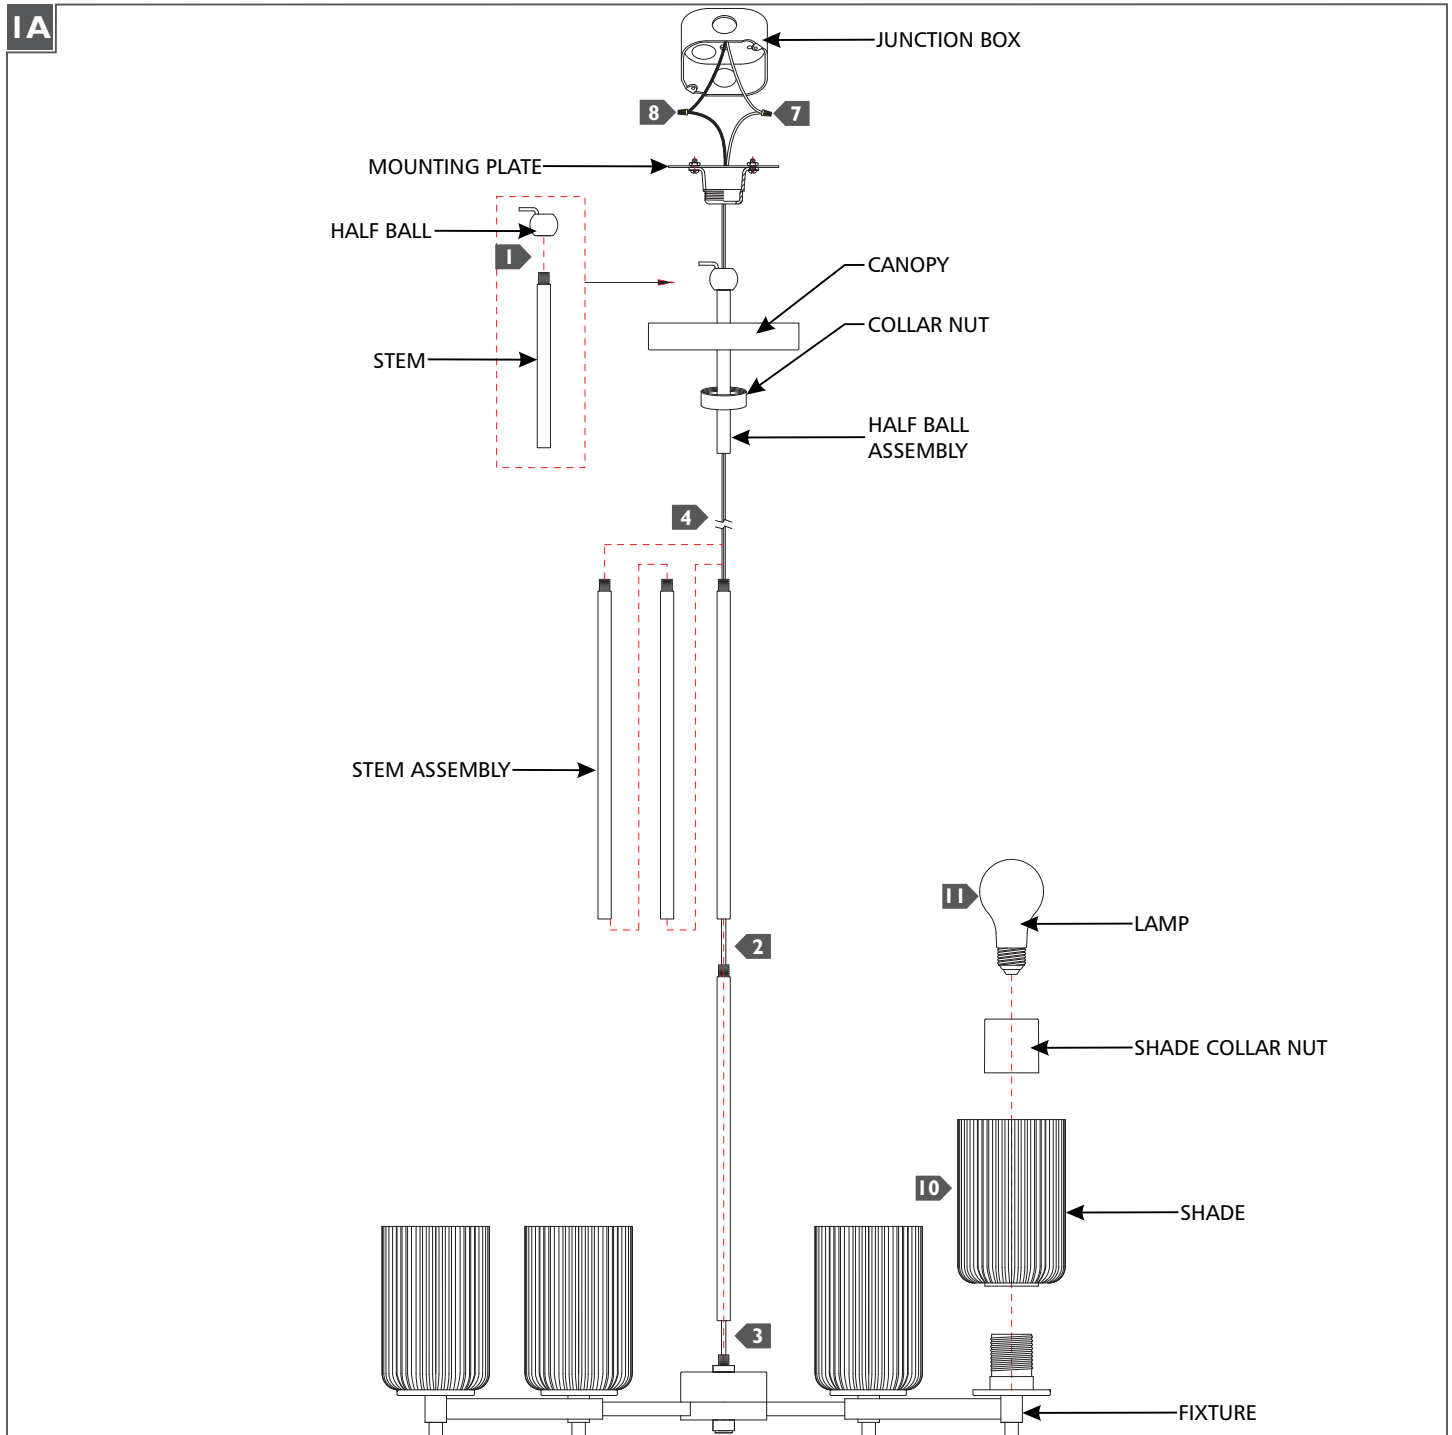 1A
JUNCTION BOX
8
7
MOUNTING PLATE
HALF BALL
1
CANOPY
COLLAR NUT
STEM
HALF BALL
ASSEMBLY
4
STEM ASSEMBLY
11
LAMP
2
SHADE COLLAR NUT
10
SHADE
3
FIXTURE